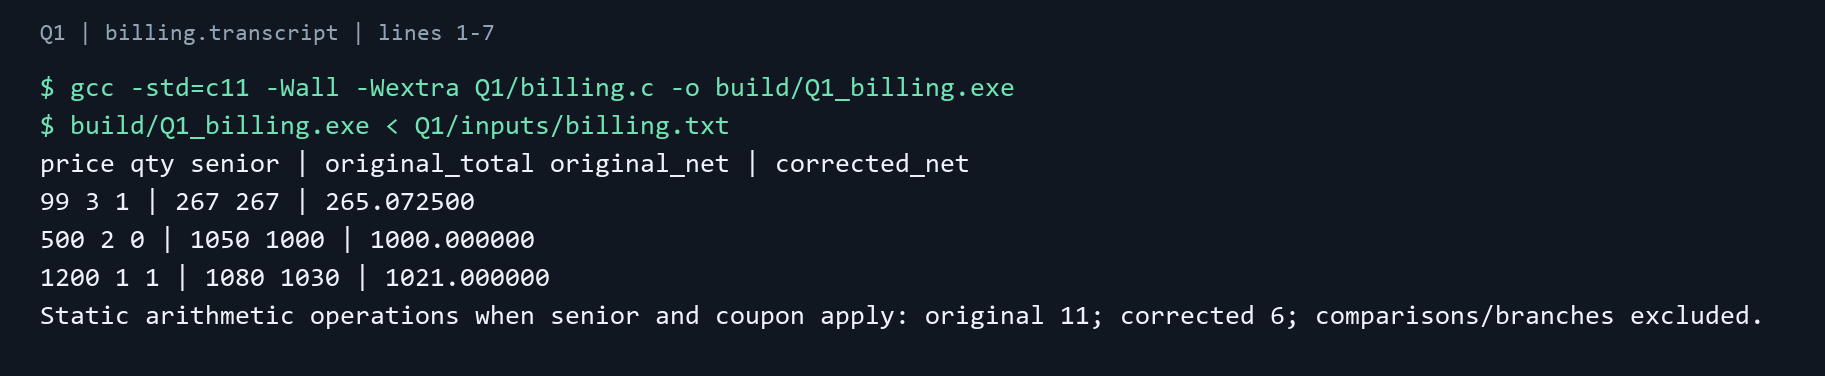 Q1 | billing.transcript | lines 1-7
$ gcc -std=c11 -Wall -Wextra Q1/billing.c -o build/Q1_billing.exe
$ build/Q1_billing.exe < Q1/inputs/billing.txt
price qty senior | original_total original_net | corrected_net
99 3 1 | 267 267 | 265.072500
500 2 0 | 1050 1000 | 1000.000000
1200 1 1 | 1080 1030 | 1021.000000
Static arithmetic operations when senior and coupon apply: original 11; corrected 6; comparisons/branches excluded.